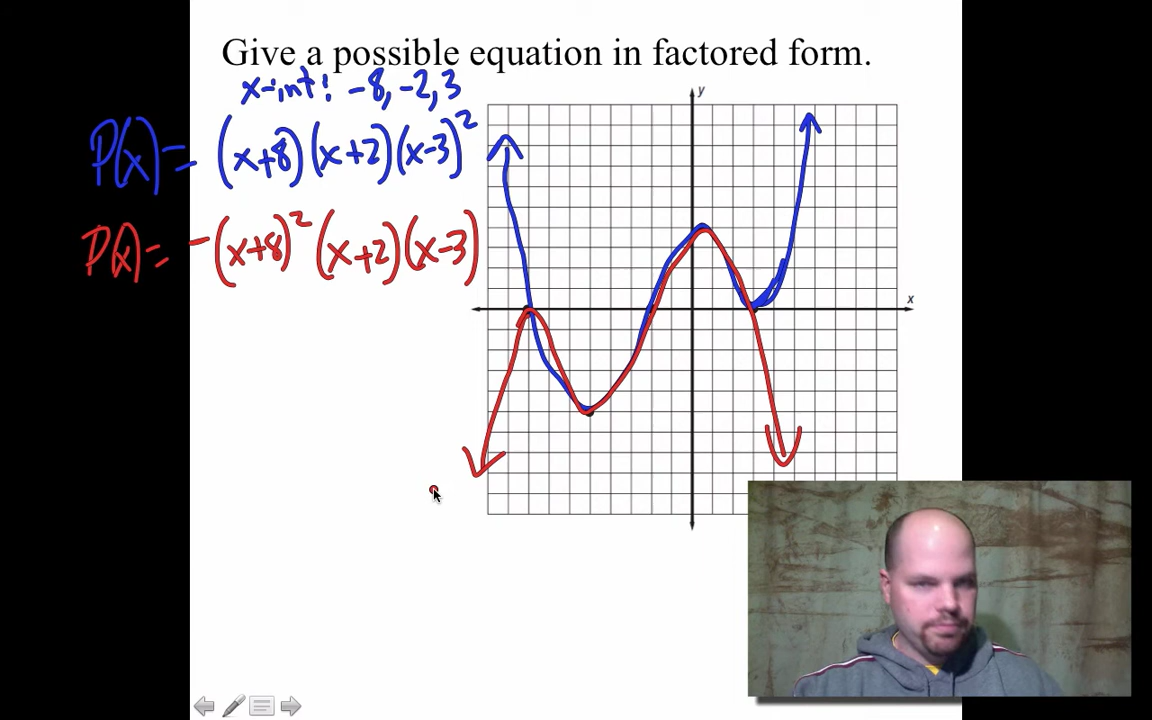 Give a possible equation in factored form.
x-int: -8, -2, 3
P(x) = (x+8)(x+2)(x-3)²
P(x) = -(x+8)²(x+2)(x-3)
y
x